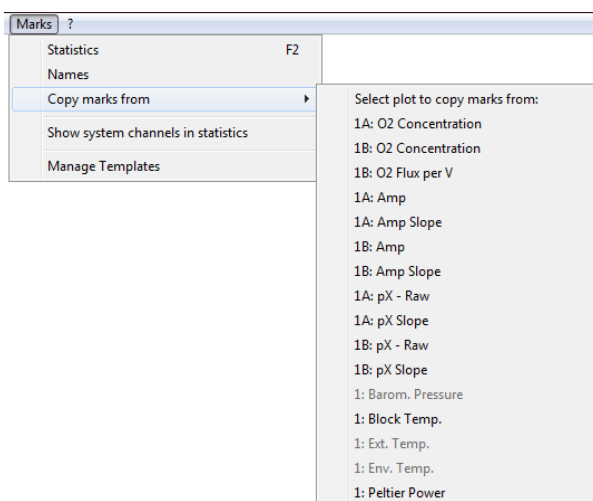 Marks ?
Statistics F2
Names
Copy marks from
Show system channels in statistics
Manage Templates
Select plot to copy marks from:
1A: O2 Concentration
1B: O2 Concentration
1B: O2 Flux per V
1A: Amp
1A: Amp Slope
1B: Amp
1B: Amp Slope
1A: pX - Raw
1A: pX Slope
1B: pX - Raw
1B: pX Slope
1: Barom. Pressure
1: Block Temp.
1: Ext. Temp.
1: Env. Temp.
1: Peltier Power